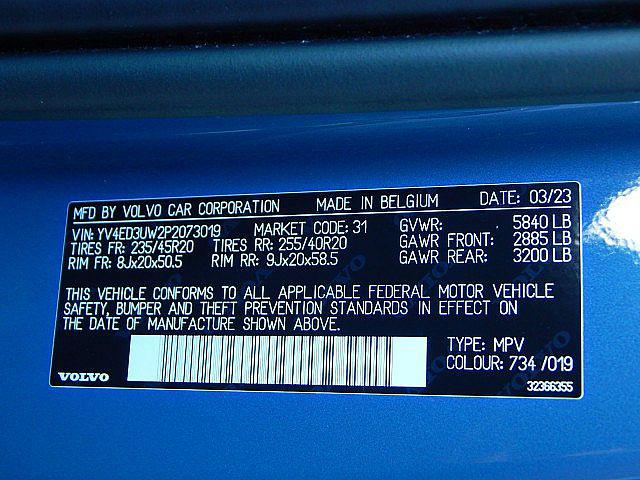 MFD BY VOLVO CAR CORPORATION MADE IN BELGIUM DATE: 03/23
VIN: YV4ED3UW2P2073019 MARKET CODE: 31 GVWR: 5840 LB
TIRES FR: 235/45R20 TIRES RR: 255/40R20 GAWR FRONT: 2885 LB
RIM FR: 8Jx20x50.5 RIM RR: 9Jx20x58.5 GAWR REAR: 3200 LB
THIS VEHICLE CONFORMS TO ALL APPLICABLE FEDERAL MOTOR VEHICLE
SAFETY, BUMPER AND THEFT PREVENTION STANDARDS IN EFFECT ON
THE DATE OF MANUFACTURE SHOWN ABOVE.
TYPE: MPV
COLOUR: 734 /019
VOLVO
32366355